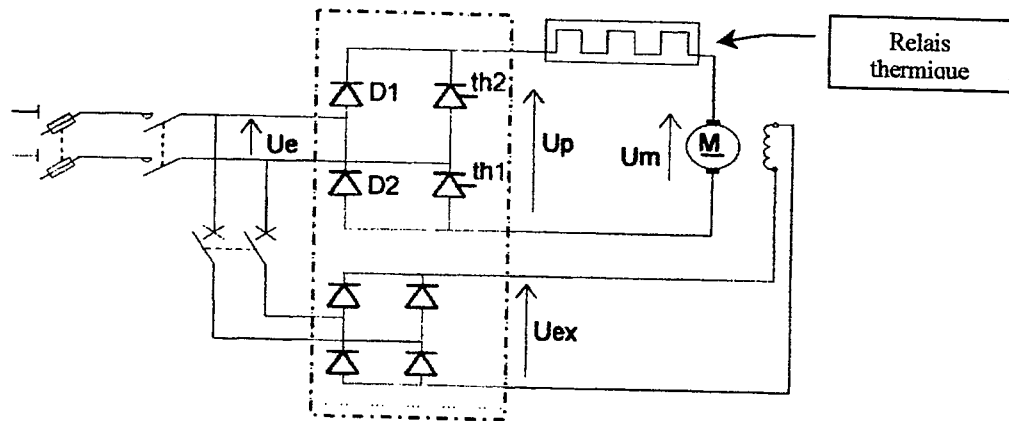 Relais
thermique
D1
th2
Ue
Up
Um
M
D2
th1
Uex